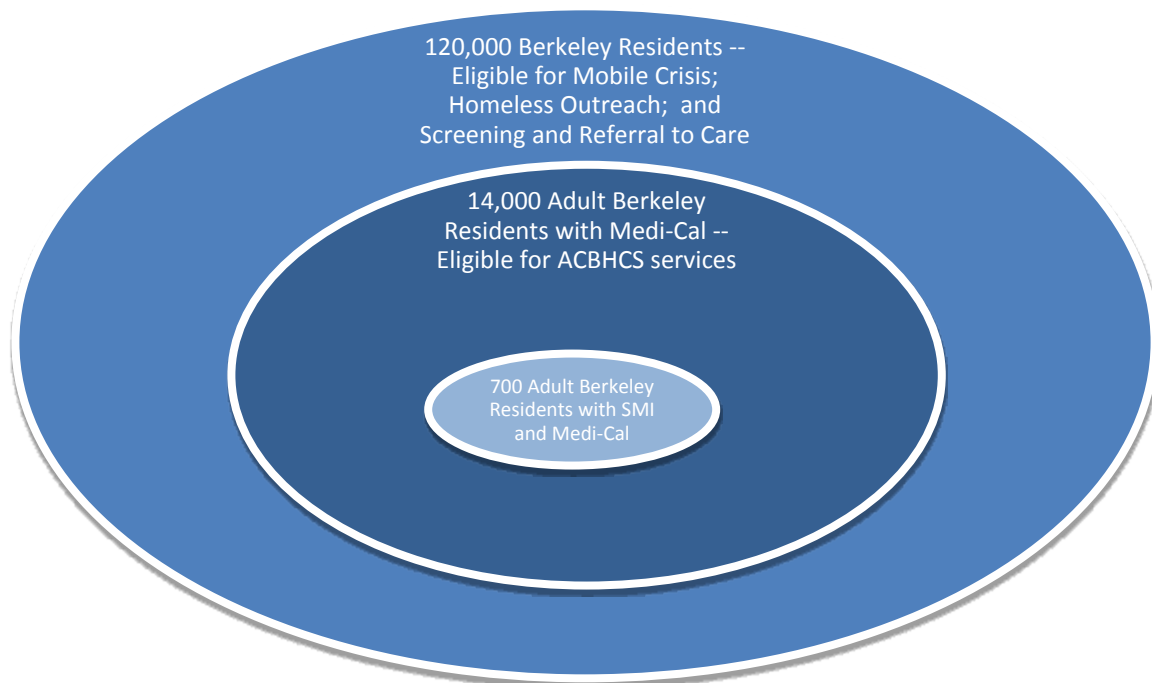 120,000 Berkeley Residents --
Eligible for Mobile Crisis;
Homeless Outreach; and
Screening and Referral to Care
14,000 Adult Berkeley
Residents with Medi-Cal --
Eligible for ACBHCS services
700 Adult Berkeley
Residents with SMI
and Medi-Cal